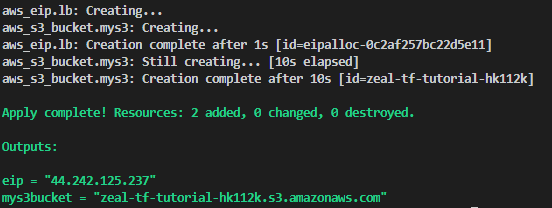 aws_eip.lb: Creating...
aws_s3_bucket.mys3: Creating...
aws_eip.lb: Creation complete after 1s [id=eipalloc-0c2af257bc22d5e11]
aws_s3_bucket.mys3: Still creating... [10s elapsed]
aws_s3_bucket.mys3: Creation complete after 10s [id=zeal-tf-tutorial-hk112k]
Apply complete! Resources: 2 added, 0 changed, 0 destroyed.
Outputs:
eip = "44.242.125.237"
mys3bucket = "zeal-tf-tutorial-hk112k.s3.amazonaws.com"